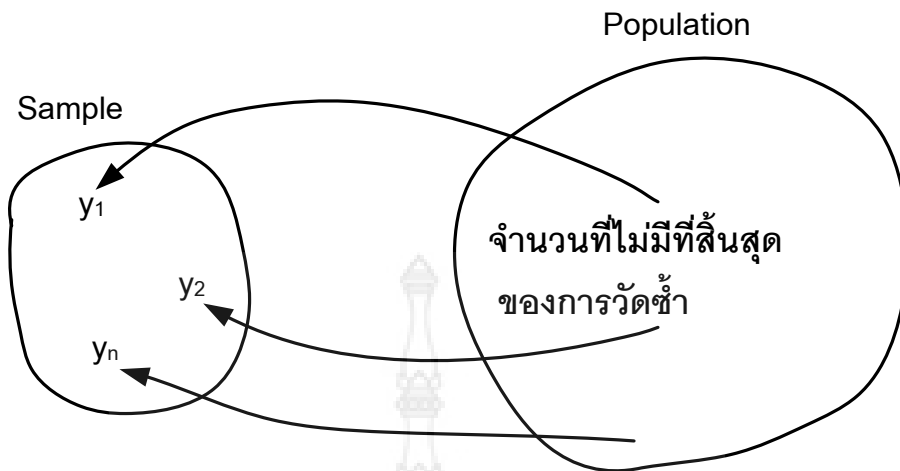 Population
Sample
y1
จำนวนที่ไม่มีที่สิ้นสุด
ของการวัดซ้ำ
y2
yn